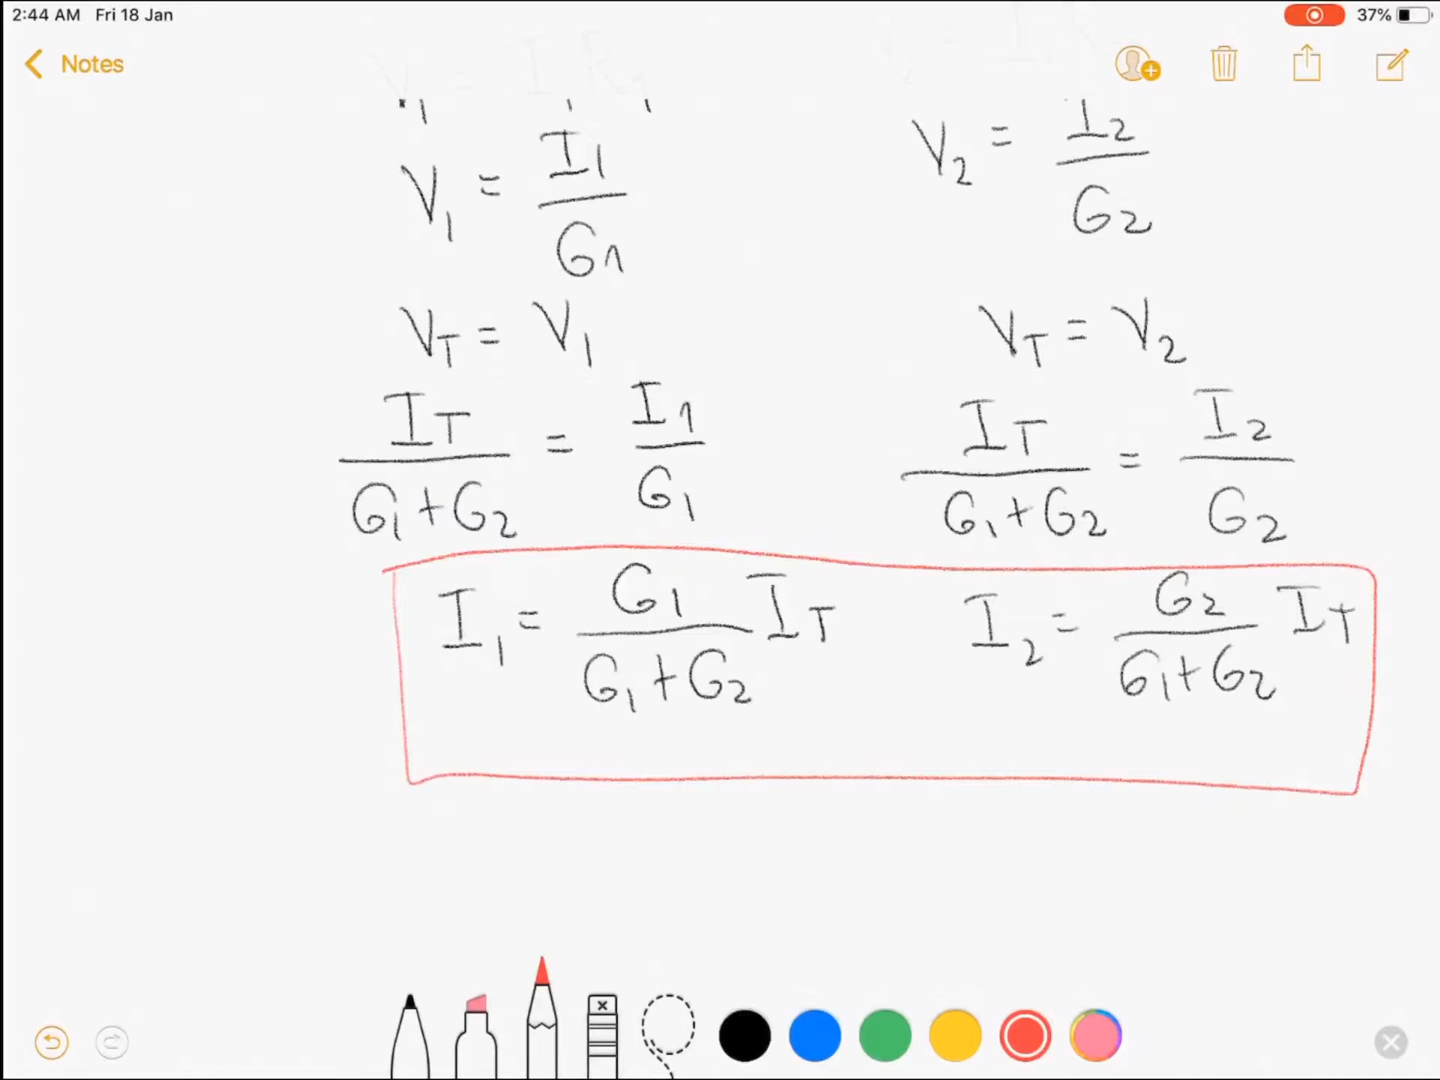 2:44 AM Fri 18 Jan 37%
Notes
V₁ = I₁/G₁ V₂ = I₂/G₂
V_T = V₁ V_T = V₂
I_T/(G₁+G₂) = I₁/G₁ I_T/(G₁+G₂) = I₂/G₂
I₁ = G₁/(G₁+G₂) I_T I₂ = G₂/(G₁+G₂) I_T